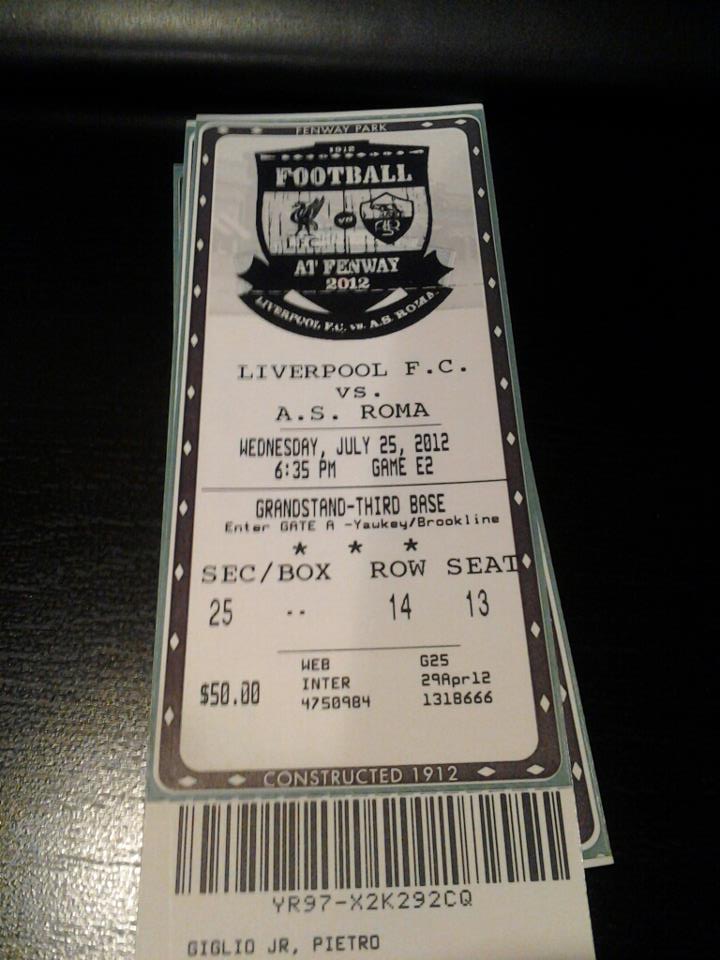 FENWAY PARK
1912
FOOTBALL
VS
AT FENWAY
2012
LIVERPOOL F.C. vs. A.S. ROMA
LIVERPOOL F.C.
vs.
A.S. ROMA
WEDNESDAY, JULY 25, 2012
6:35 PM GAME E2
GRANDSTAND-THIRD BASE
Enter GATE A -Yawkey/Brookline
* * *
SEC/BOX ROW SEAT
25 -- 14 13
WEB G25
$50.00 INTER 29Apr12
4750984 1318666
CONSTRUCTED 1912
YR97-X2K292CQ
GIGLIO JR, PIETRO